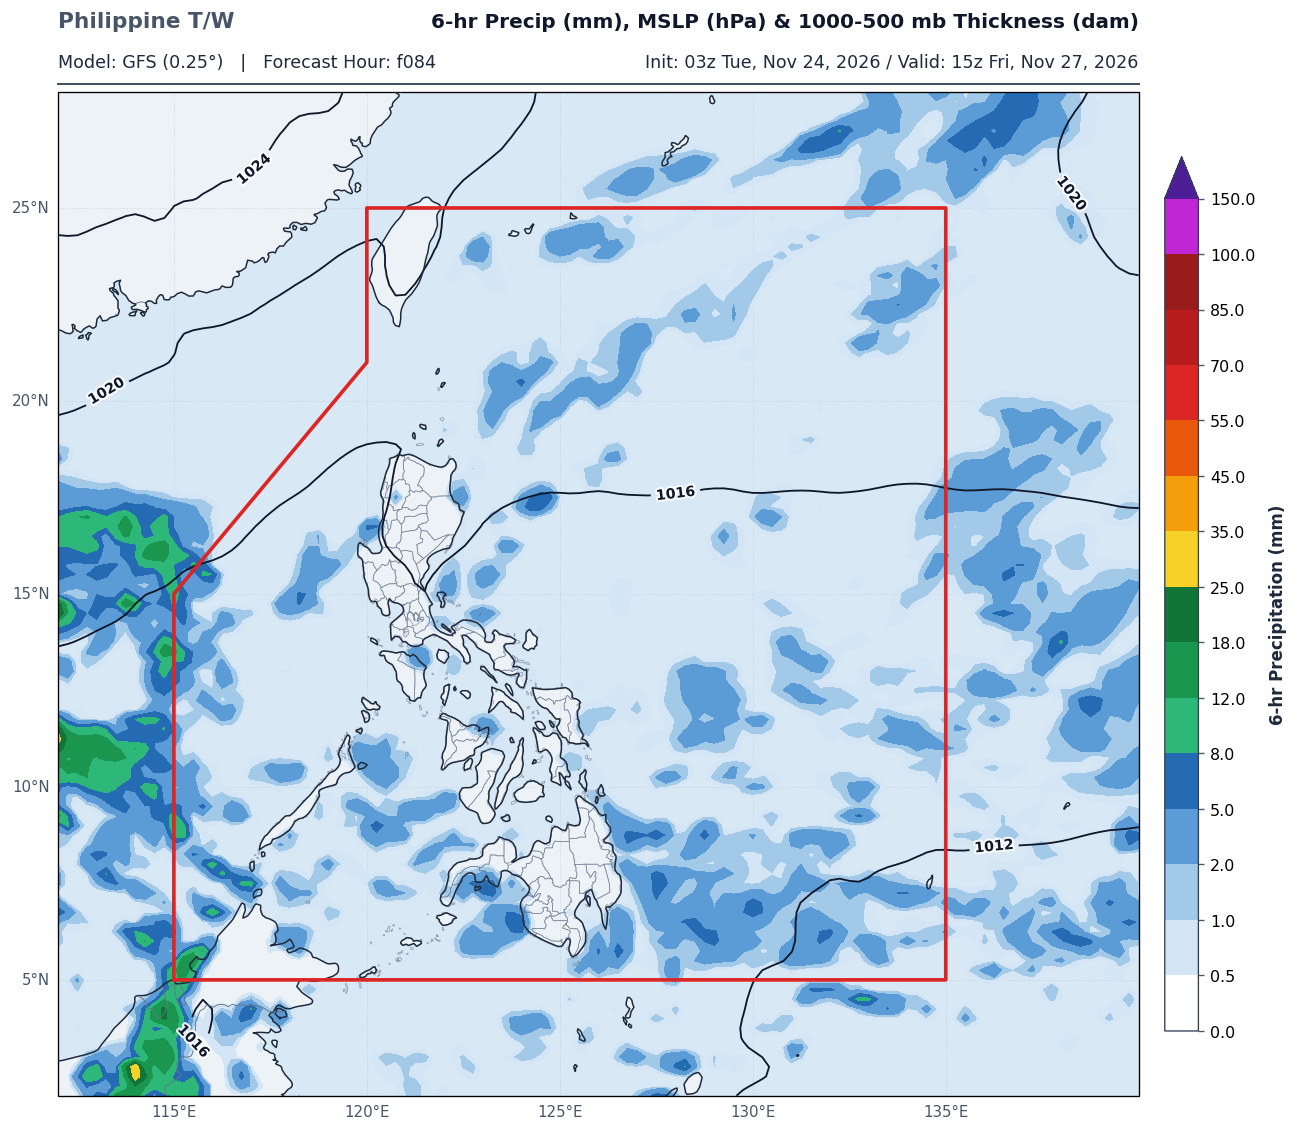 Philippine T/W
6-hr Precip (mm), MSLP (hPa) & 1000-500 mb Thickness (dam)
Model: GFS (0.25°) | Forecast Hour: f084
Init: 03z Tue, Nov 24, 2026 / Valid: 15z Fri, Nov 27, 2026
1024
1020
1020
1016
1012
1016
25°N
20°N
15°N
10°N
5°N
115°E
120°E
125°E
130°E
135°E
150.0
100.0
85.0
70.0
55.0
45.0
35.0
25.0
18.0
12.0
8.0
5.0
2.0
1.0
0.5
0.0
6-hr Precipitation (mm)